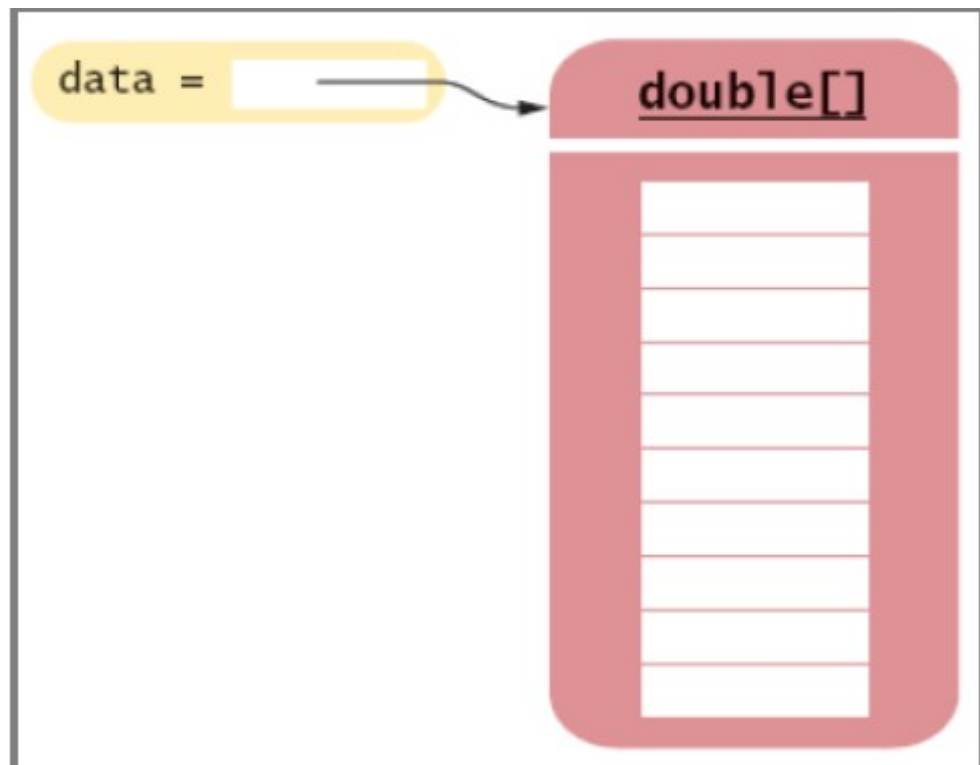 data =
double[]